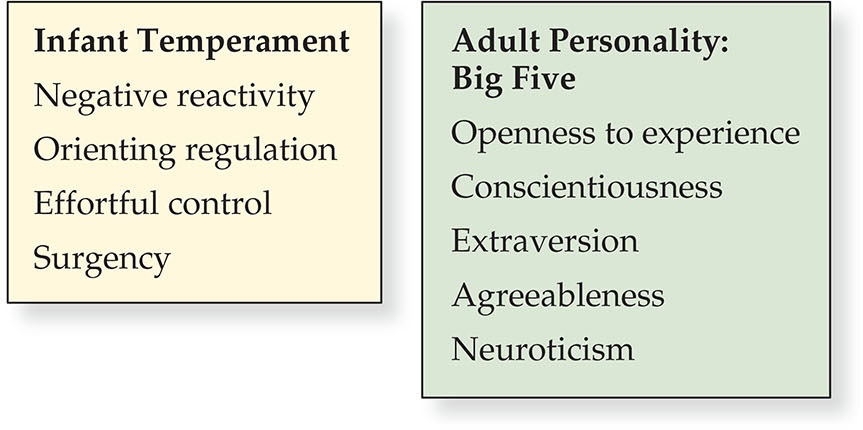 Infant Temperament
Negative reactivity
Orienting regulation
Effortful control
Surgency
Adult Personality:
Big Five
Openness to experience
Conscientiousness
Extraversion
Agreeableness
Neuroticism